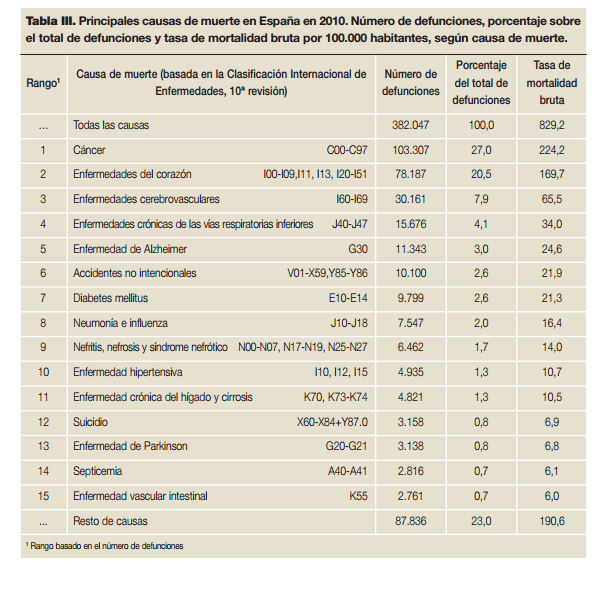 Tabla III. Principales causas de muerte en España en 2010. Número de defunciones, porcentaje sobre
el total de defunciones y tasa de mortalidad bruta por 100.000 habitantes, según causa de muerte.
Rango¹ Causa de muerte (basada en la Clasificación Internacional de Enfermedades, 10ª revisión) Número de defunciones Porcentaje del total de defunciones Tasa de mortalidad bruta
... Todas las causas 382.047 100,0 829,2
1 Cáncer C00-C97 103.307 27,0 224,2
2 Enfermedades del corazón I00-I09,I11, I13, I20-I51 78.187 20,5 169,7
3 Enfermedades cerebrovasculares I60-I69 30.161 7,9 65,5
4 Enfermedades crónicas de las vías respiratorias inferiores J40-J47 15.676 4,1 34,0
5 Enfermedad de Alzheimer G30 11.343 3,0 24,6
6 Accidentes no intencionales V01-X59,Y85-Y86 10.100 2,6 21,9
7 Diabetes mellitus E10-E14 9.799 2,6 21,3
8 Neumonía e influenza J10-J18 7.547 2,0 16,4
9 Nefritis, nefrosis y síndrome nefrótico N00-N07, N17-N19, N25-N27 6.462 1,7 14,0
10 Enfermedad hipertensiva I10, I12, I15 4.935 1,3 10,7
11 Enfermedad crónica del hígado y cirrosis K70, K73-K74 4.821 1,3 10,5
12 Suicidio X60-X84+Y87.0 3.158 0,8 6,9
13 Enfermedad de Parkinson G20-G21 3.138 0,8 6,8
14 Septicemia A40-A41 2.816 0,7 6,1
15 Enfermedad vascular intestinal K55 2.761 0,7 6,0
... Resto de causas 87.836 23,0 190,6
¹ Rango basado en el número de defunciones